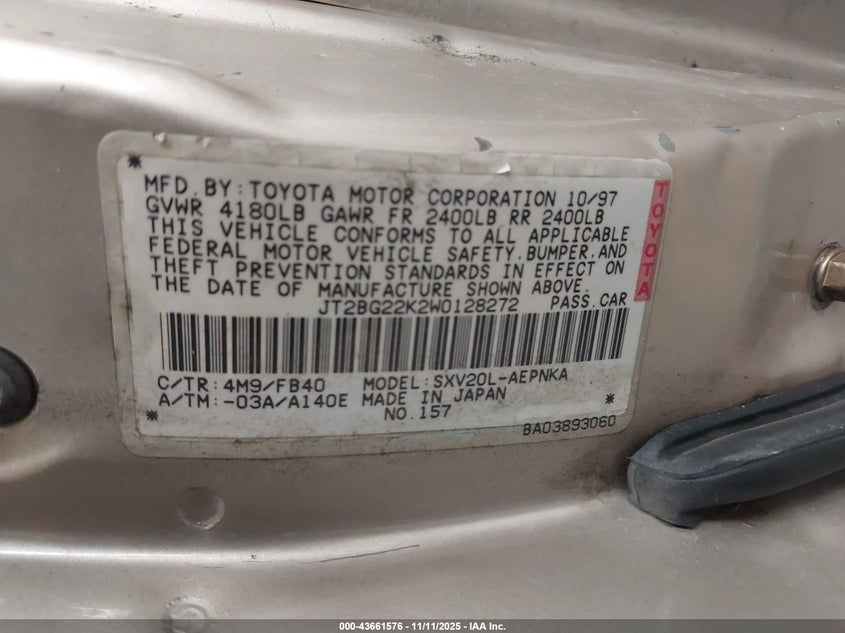 MFD. BY: TOYOTA MOTOR CORPORATION 10/97
GVWR 4180LB GAWR FR 2400LB RR 2400LB
THIS VEHICLE CONFORMS TO ALL APPLICABLE
FEDERAL MOTOR VEHICLE SAFETY.BUMPER.AND
THEFT PREVENTION STANDARDS IN EFFECT ON
THE DATE OF MANUFACTURE SHOWN ABOVE.
JT2BG22K2W0128272 PASS.CAR
TOYOTA
C/TR: 4M9/FB40 MODEL: SXV20L-AEPNKA
A/TM: -03A/A140E MADE IN JAPAN
NO.157
BA03893060
000-43661576 - 11/11/2025 - IAA Inc.